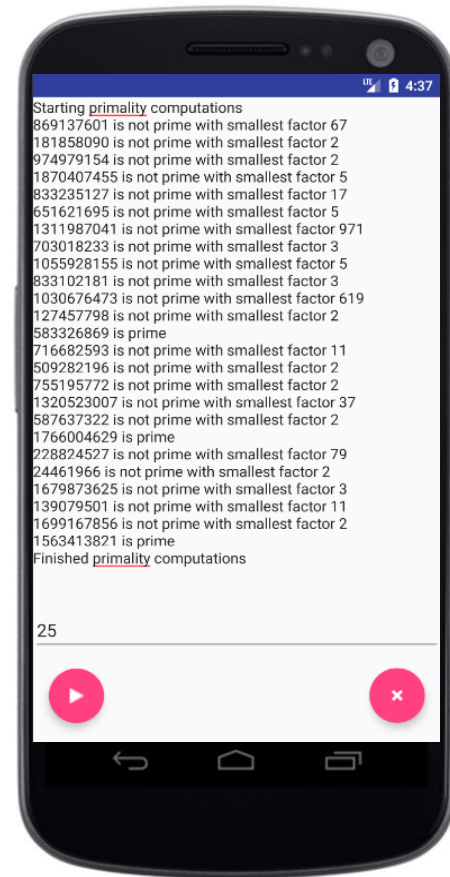 LTE 4:37
Starting primality computations
869137601 is not prime with smallest factor 67
181858090 is not prime with smallest factor 2
974979154 is not prime with smallest factor 2
1870407455 is not prime with smallest factor 5
833235127 is not prime with smallest factor 17
651621695 is not prime with smallest factor 5
1311987041 is not prime with smallest factor 971
703018233 is not prime with smallest factor 3
1055928155 is not prime with smallest factor 5
833102181 is not prime with smallest factor 3
1030676473 is not prime with smallest factor 619
127457798 is not prime with smallest factor 2
583326869 is prime
716682593 is not prime with smallest factor 11
509282196 is not prime with smallest factor 2
755195772 is not prime with smallest factor 2
1320523007 is not prime with smallest factor 37
587637322 is not prime with smallest factor 2
1766004629 is prime
228824527 is not prime with smallest factor 79
24461966 is not prime with smallest factor 2
1679873625 is not prime with smallest factor 3
139079501 is not prime with smallest factor 11
1699167856 is not prime with smallest factor 2
1563413821 is prime
Finished primality computations
25